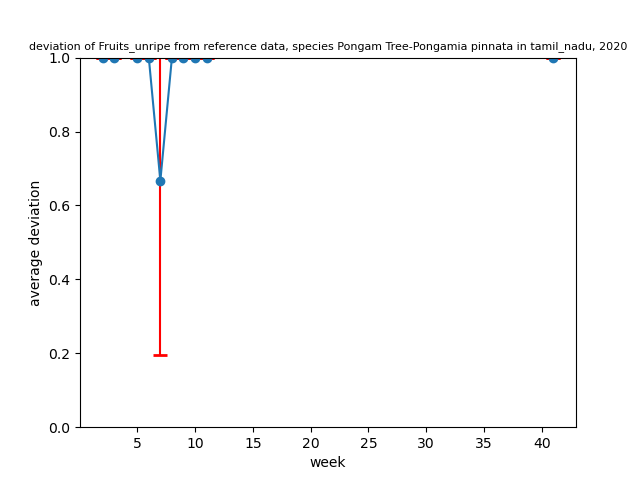 deviation of Fruits_unripe from reference data, species Pongam Tree-Pongamia pinnata in tamil_nadu, 2020
1.0
0.8
0.6
0.4
0.2
0.0
average deviation
5 10 15 20 25 30 35 40
week